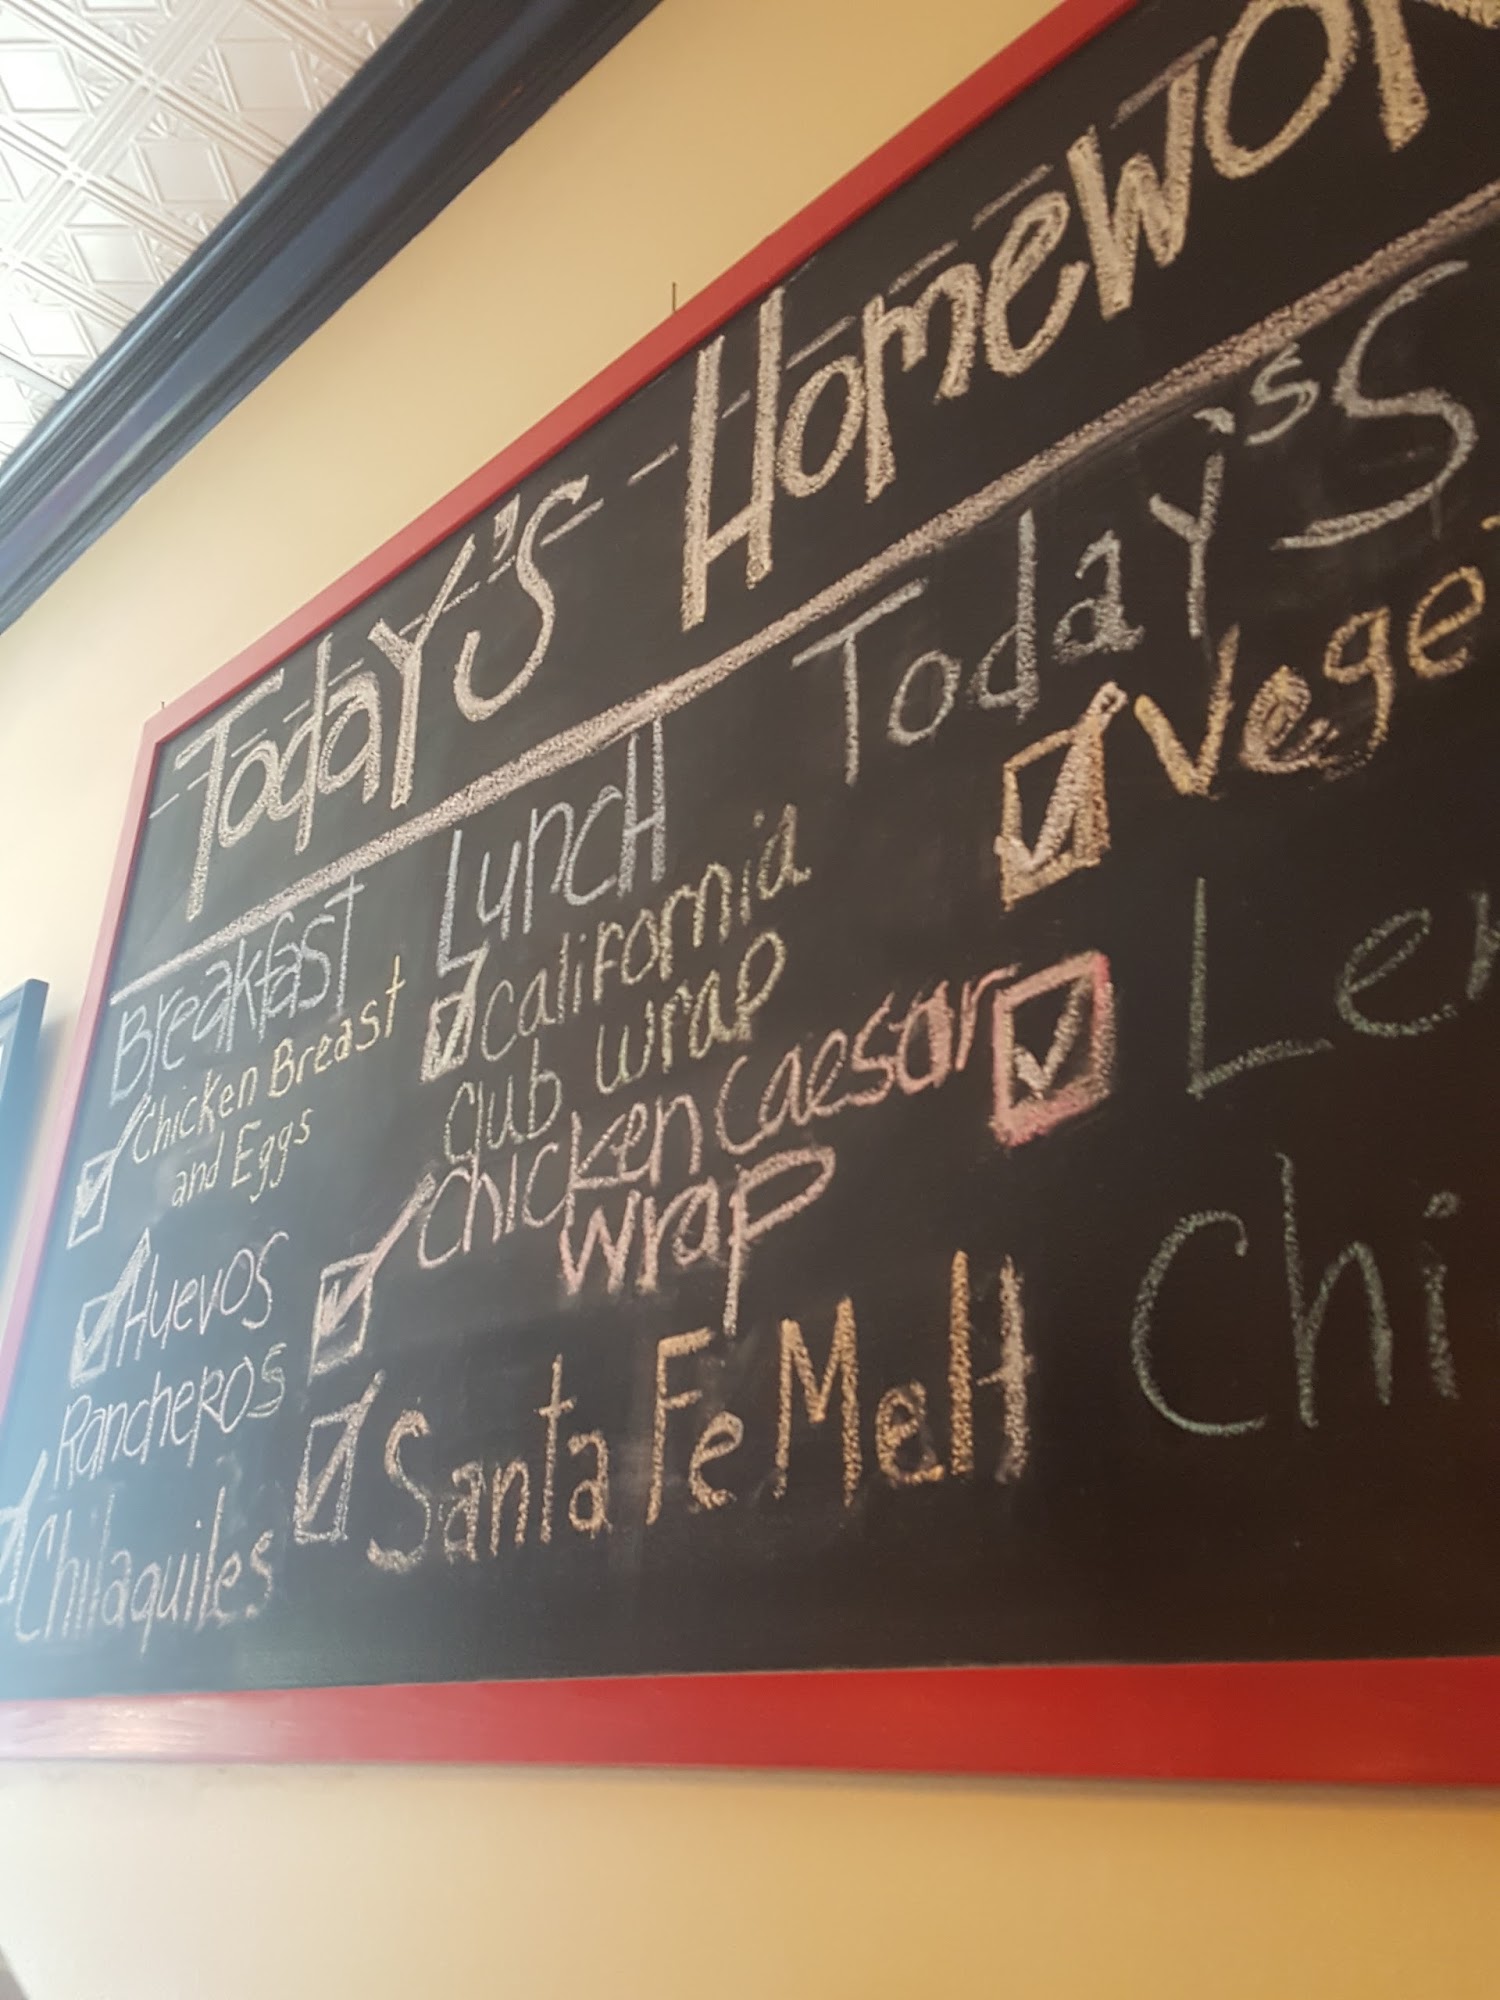 Today's Homewor
Breakfast
Chicken Breast
and Eggs
Huevos
Rancheros
Chilaquiles
Lunch
California
Club Wrap
Chicken Caesar
Wrap
Santa Fe Melt
Today's S
Vege
Le
Chi